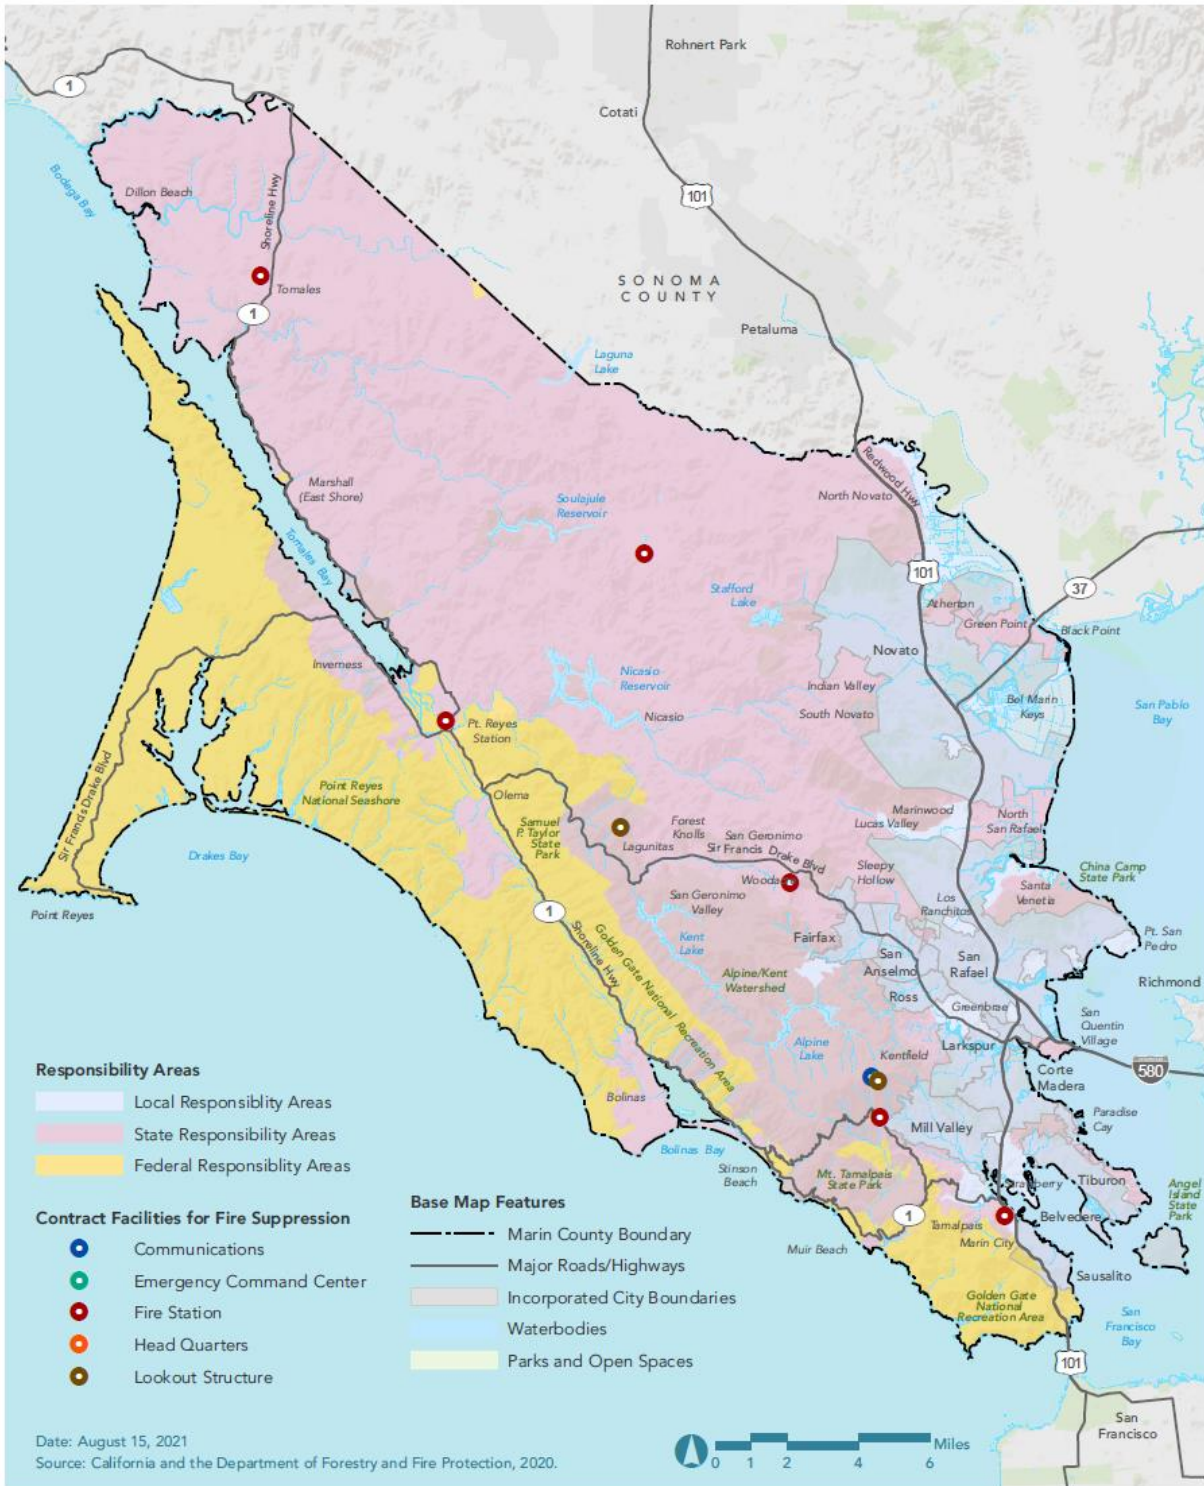 Rohnert Park
1
Cotati
Bodega Bay
101
Dillon Beach
Shoreline Hwy
SONOMA
COUNTY
Tomales
1
Petaluma
Laguna
Lake
Redwood Hwy
Marshall
(East Shore)
North Novato
Soulajule
Reservoir
Tomales Bay
101
Stafford
Lake
37
Atherton
Green Point
Black Point
Novato
Inverness
Nicasio
Reservoir
Indian Valley
Bel Marin
Keys
San Pablo
Bay
Nicasio
South Novato
Pt. Reyes
Station
Sir Francis Drake Blvd
Point Reyes
National Seashore
Olema
Marinwood
Lucas Valley
North
San Rafael
Samuel
P. Taylor
State
Park
Forest
Knolls
San Geronimo
Sir Francis Drake Blvd
Lagunitas
Drakes Bay
Sleepy
Hollow
China Camp
State Park
Santa
Venetia
San Geronimo
Valley
Los
Ranchitos
Point Reyes
1
Shoreline Hwy
Golden Gate National Recreation Area
Kent
Lake
Fairfax
Pt. San
Pedro
San
Anselmo
San
Rafael
Alpine/Kent
Watershed
Richmond
Ross
Greenbrae
San
Quentin
Village
Alpine
Lake
Kentfield
Larkspur
580
Corte
Madera
Bolinas
Paradise
Cay
Mill Valley
Bolinas Bay
Stinson
Beach
Mt. Tamalpais
State Park
Tiburon
Angel
Island
State
Park
1
Tamalpais
Belvedere
Marin City
Muir Beach
Sausalito
Golden Gate
National
Recreation Area
San
Francisco
Bay
101
San
Francisco
Responsibility Areas
Local Responsiblity Areas
State Responsibility Areas
Federal Responsiblity Areas
Contract Facilities for Fire Suppression
Communications
Emergency Command Center
Fire Station
Head Quarters
Lookout Structure
Base Map Features
Marin County Boundary
Major Roads/Highways
Incorporated City Boundaries
Waterbodies
Parks and Open Spaces
Date: August 15, 2021
Source: California and the Department of Forestry and Fire Protection, 2020.
0 1 2 4 6 Miles